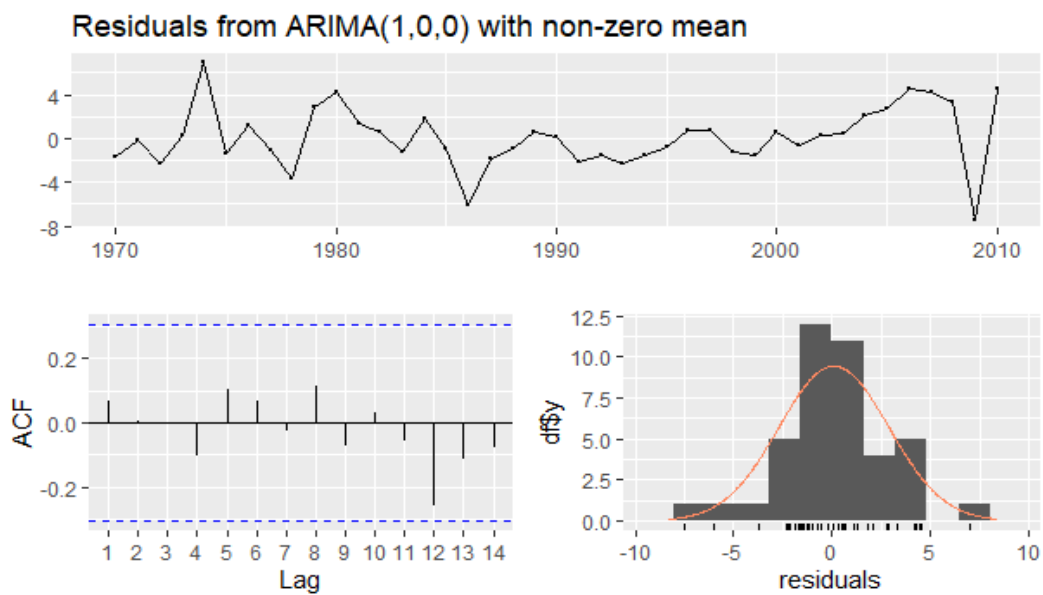 Residuals from ARIMA(1,0,0) with non-zero mean
4
0
-4
-8
1970 1980 1990 2000 2010
ACF
0.2
0.0
-0.2
1 2 3 4 5 6 7 8 9 10 11 12 13 14
Lag
df$y
12.5
10.0
7.5
5.0
2.5
0.0
-10 -5 0 5 10
residuals